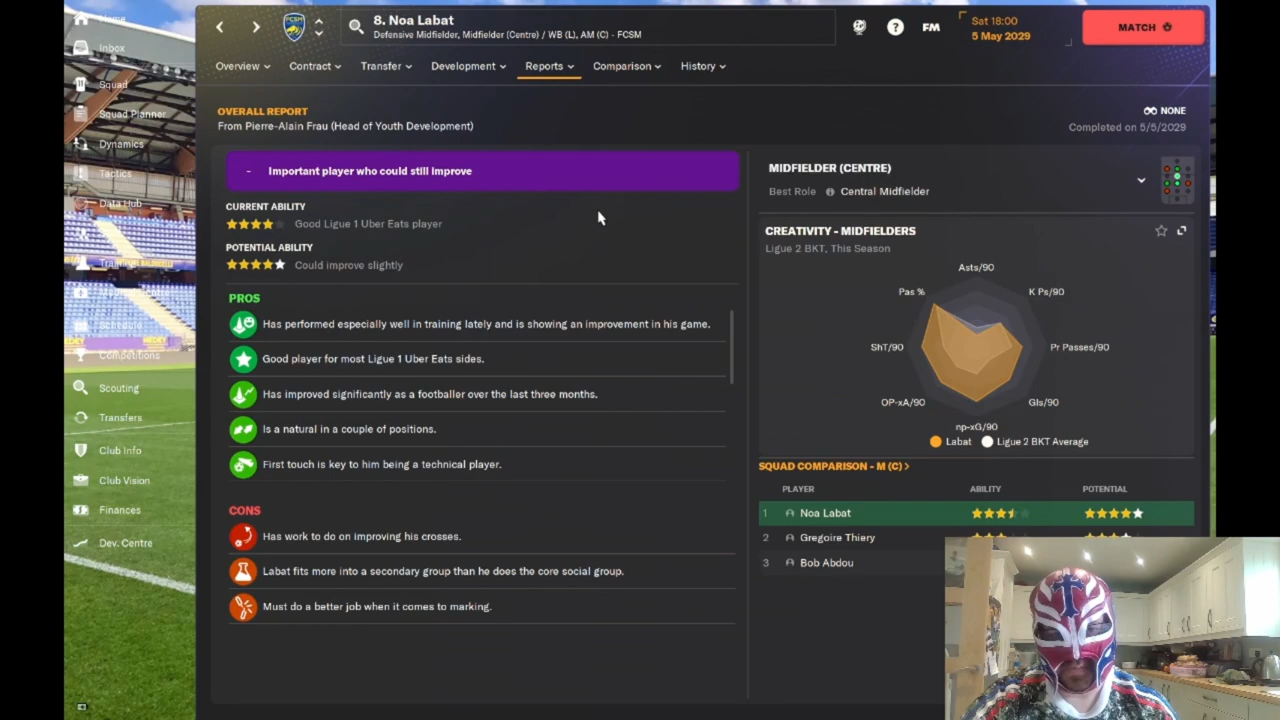 Home
Inbox
Squad
Squad Planner
Dynamics
Tactics
Data Hub
Competitions
Scouting
Transfers
Club Info
Club Vision
Finances
Dev. Centre
FCSM
8. Noa Labat
Defensive Midfielder, Midfielder (Centre) / WB (L), AM (C) - FCSM
?
FM
Sat 18:00
5 May 2029
MATCH
Overview
Contract
Transfer
Development
Reports
Comparison
History
OVERALL REPORT
From Pierre-Alain Frau (Head of Youth Development)
NONE
Completed on 5/5/2029
- Important player who could still improve
CURRENT ABILITY
Good Ligue 1 Uber Eats player
POTENTIAL ABILITY
Could improve slightly
PROS
Has performed especially well in training lately and is showing an improvement in his game.
Good player for most Ligue 1 Uber Eats sides.
Has improved significantly as a footballer over the last three months.
Is a natural in a couple of positions.
First touch is key to him being a technical player.
CONS
Has work to do on improving his crosses.
Labat fits more into a secondary group than he does the core social group.
Must do a better job when it comes to marking.
MIDFIELDER (CENTRE)
Best Role Central Midfielder
CREATIVITY - MIDFIELDERS
Ligue 2 BKT, This Season
Asts/90
Pas %
K Ps/90
ShT/90
Pr Passes/90
OP-xA/90
Gls/90
np-xG/90
Labat
Ligue 2 BKT Average
SQUAD COMPARISON - M (C) >
PLAYER ABILITY POTENTIAL
1 Noa Labat
2 Gregoire Thiery
3 Bob Abdou